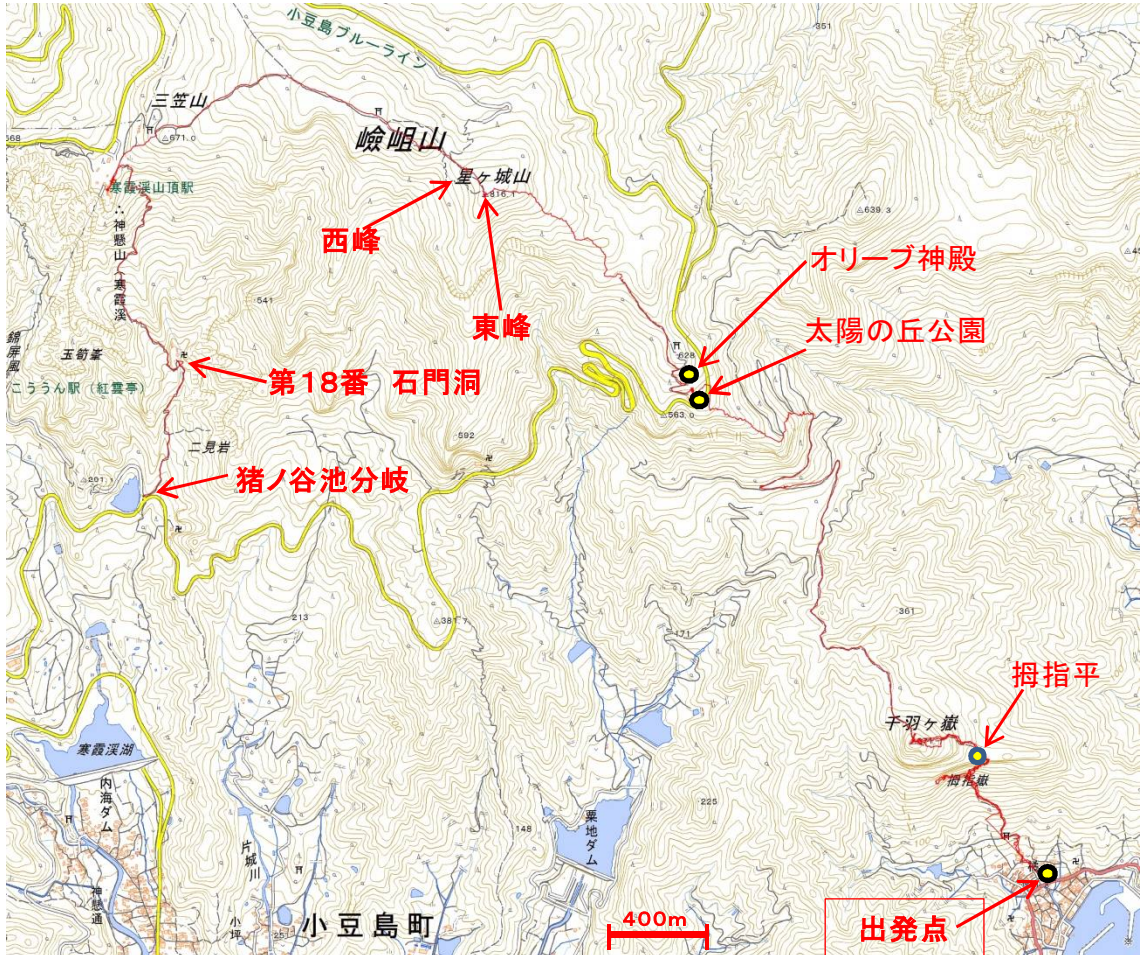 351
小豆島ブルーライン
三笠山
568
671.0
嶮岨山
星ヶ城山
816.1
寒霞渓山頂駅
639.3
西峰
オリーブ神殿
∴神懸山(寒霞渓)
東峰
541
太陽の丘公園
錦屏風
玉筍峯
628
第18番 石門洞
こううん駅(紅雲亭)
563.0
592
二見岩
猪ノ谷池分岐
201.1
361
213
381.7
171
拇指平
千羽ヶ嶽
寒霞渓湖
拇指嶽
内海ダム
225
148
粟地ダム
片城川
神懸通
小坪
251
小豆島町
400m
出発点